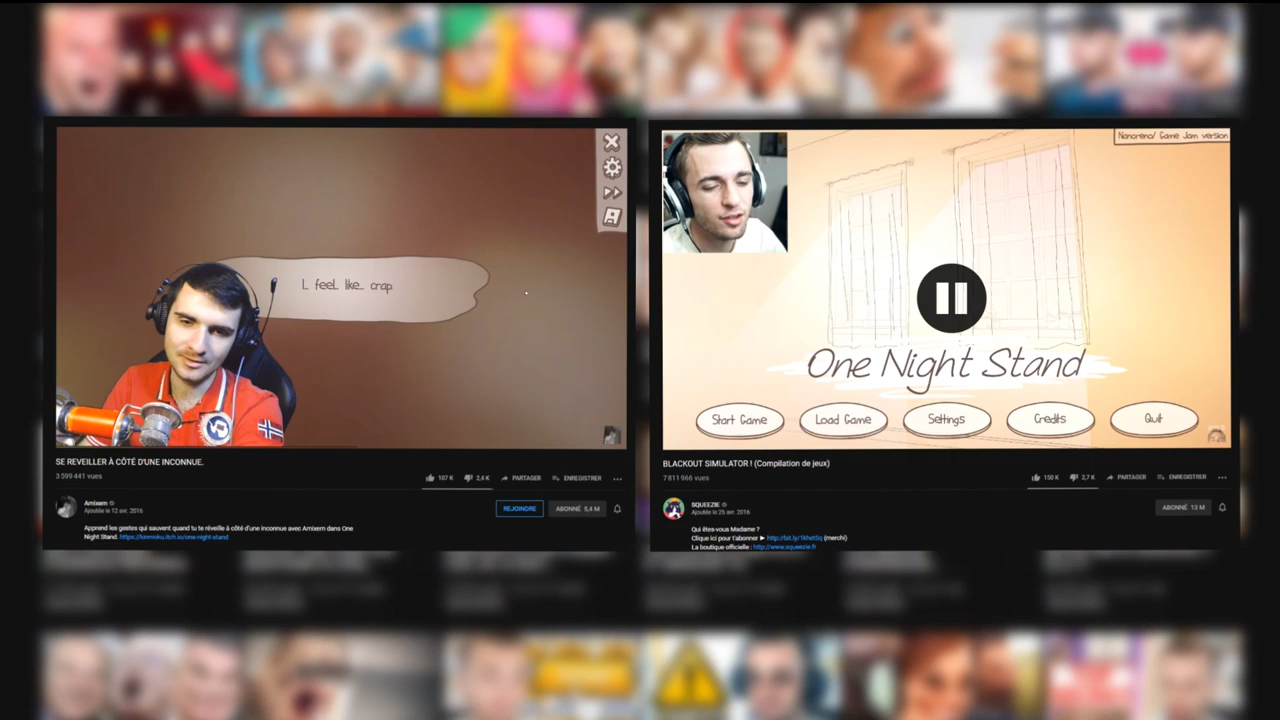 I feel like... crap.
SE REVEILLER À CÔTÉ D'UNE INCONNUE.
3 599 441 vues
187 K
2,4 K
PARTAGER
ENREGISTRER
Amixem
Ajoutée le 12 avr. 2016
REJOINDRE
ABONNÉ 5,4 M
Apprend les gestes qui sauvent quand tu te réveille à côté d'une inconnue avec Amixem dans One
Night Stand. https://kinmoku.itch.io/one-night-stand
Nanoreno/ Game Jam version
One Night Stand
Start Game
Load Game
Settings
Credits
Quit
BLACKOUT SIMULATOR ! (Compilation de jeux)
7 811 966 vues
150 K
2,7 K
PARTAGER
ENREGISTRER
SQUEEZIE
Ajoutée le 25 avr. 2016
ABONNÉ 13 M
Qui êtes-vous Madame ?
Clique ici pour t'abonner ► http://bit.ly/1khetSq (merchi)
La boutique officielle : http://www.squeezie.fr